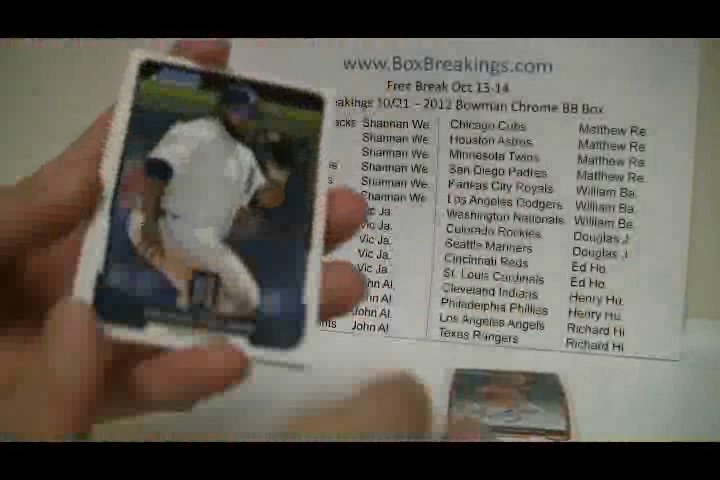 www.BoxBreakings.com
Free Break Oct 13-14
akings 10/21 - 2012 Bowman Chrome BB Box
acks Shannan We. Chicago Cubs Matthew Re.
Shannan We. Houston Astros Matthew Re.
Shannan We. Minnesota Twins Matthew Re.
Shannan We. San Diego Padres Matthew Re.
Shannan We. Kansas City Royals William Ba.
Shannan We. Los Angeles Dodgers William Ba.
Vic Ja. Washington Nationals William Be.
Vic Ja. Colorado Rockies Douglas J.
Vic Ja. Seattle Mariners Douglas J.
Vic Ja. Cincinnati Reds Ed Ho.
Vic Ja. St. Louis Cardinals Ed Ho.
John Al. Cleveland Indians Henry Hu.
John Al. Philadelphia Phillies Henry Hu.
John Al. Los Angeles Angels Richard Hi
John Al. Texas Rangers Richard Hi